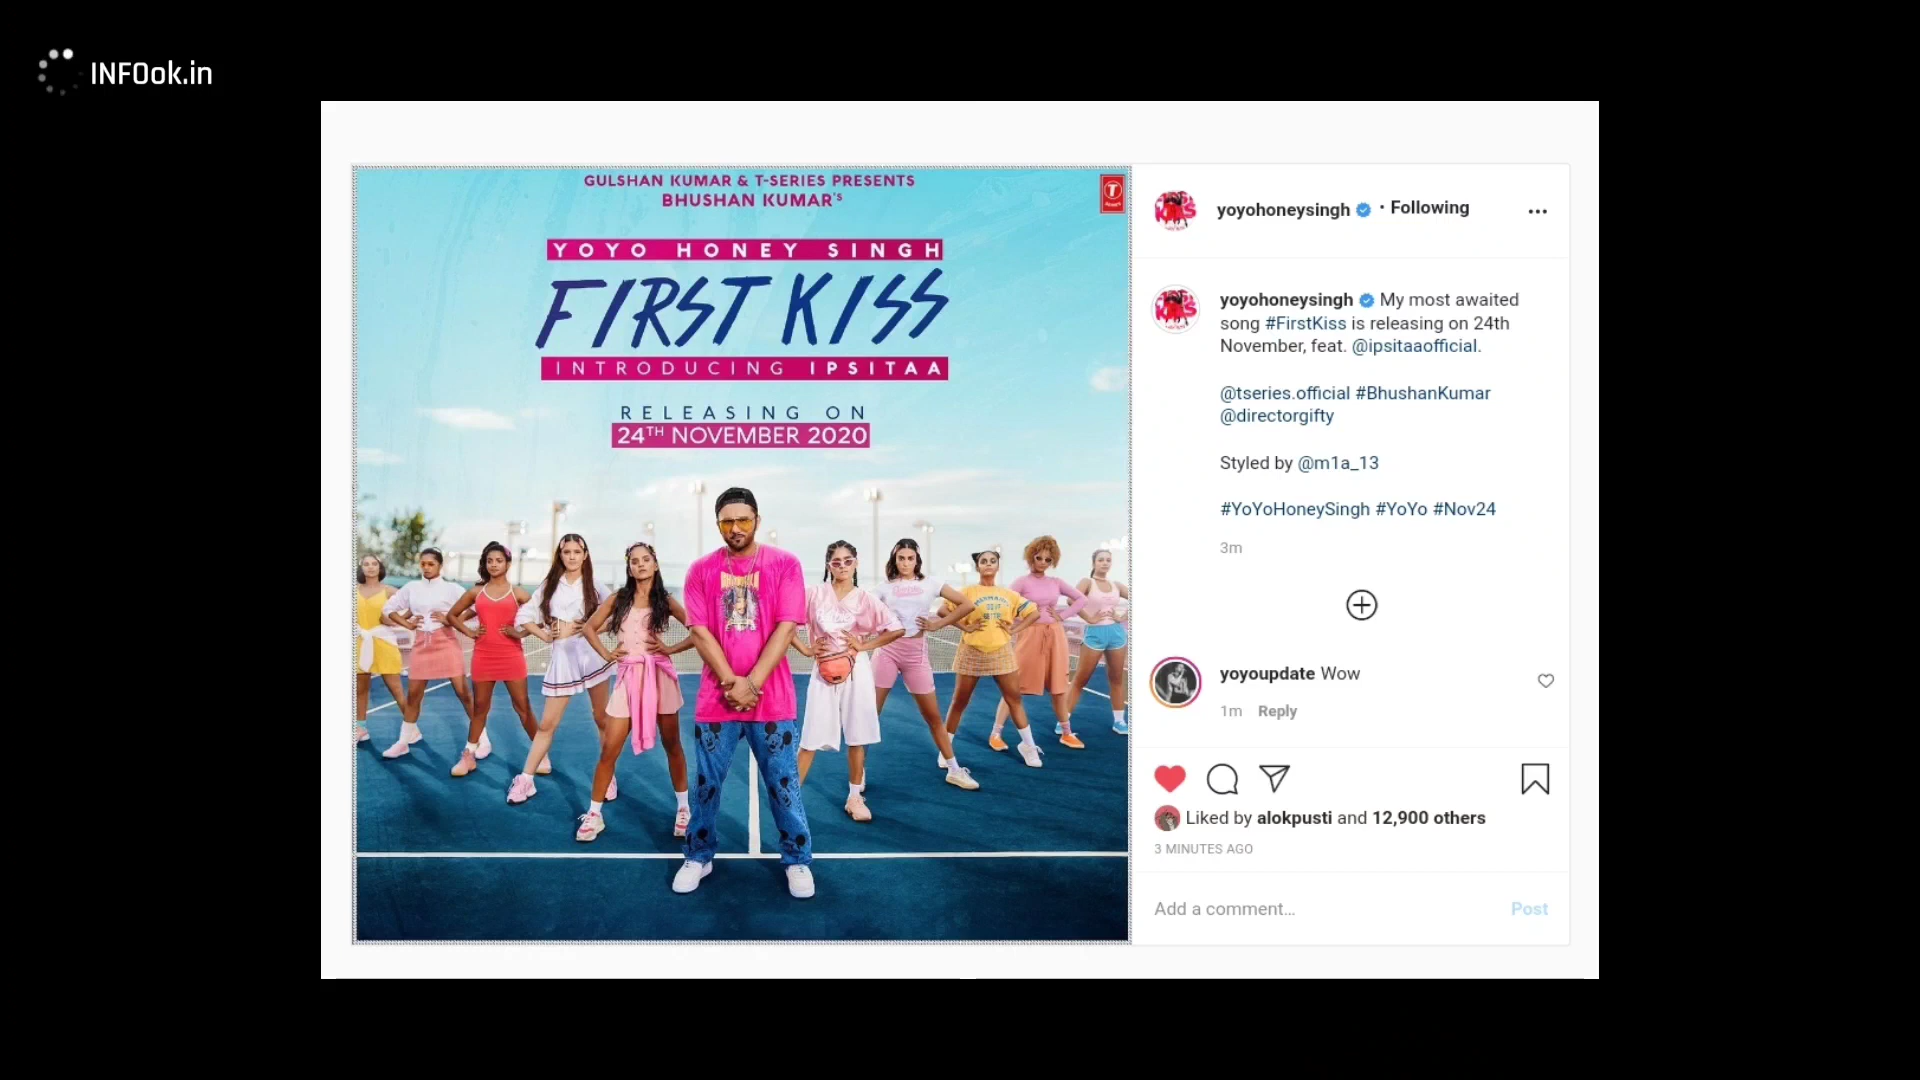 INFOok.in
GULSHAN KUMAR & T-SERIES PRESENTS
BHUSHAN KUMAR'S
YOYO HONEY SINGH
FIRST KISS
INTRODUCING IPSITAA
RELEASING ON
24TH NOVEMBER 2020
yoyohoneysingh • Following
yoyohoneysingh My most awaited
song #FirstKiss is releasing on 24th
November, feat. @ipsitaaofficial.
@tseries.official #BhushanKumar
@directorgifty
Styled by @m1a_13
#YoYoHoneySingh #YoYo #Nov24
3m
yoyoupdate Wow
1m Reply
Liked by alokpusti and 12,900 others
3 MINUTES AGO
Add a comment...
Post